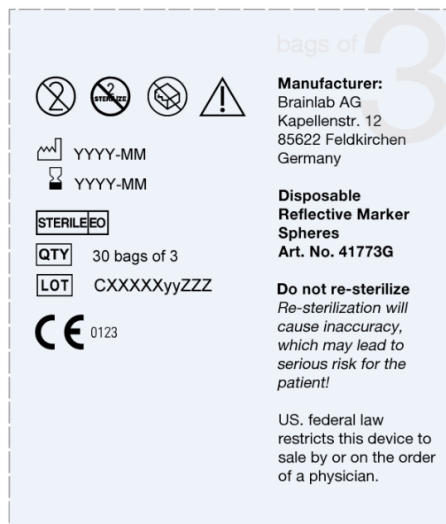 bags of 3
2
2
STERILIZE
YYYY-MM
YYYY-MM
STERILE EO
QTY 30 bags of 3
LOT CXXXXXyyZZZ
CE 0123
Manufacturer:
Brainlab AG
Kapellenstr. 12
85622 Feldkirchen
Germany
Disposable
Reflective Marker
Spheres
Art. No. 41773G
Do not re-sterilize
Re-sterilization will
cause inaccuracy,
which may lead to
serious risk for the
patient!
US. federal law
restricts this device to
sale by or on the order
of a physician.